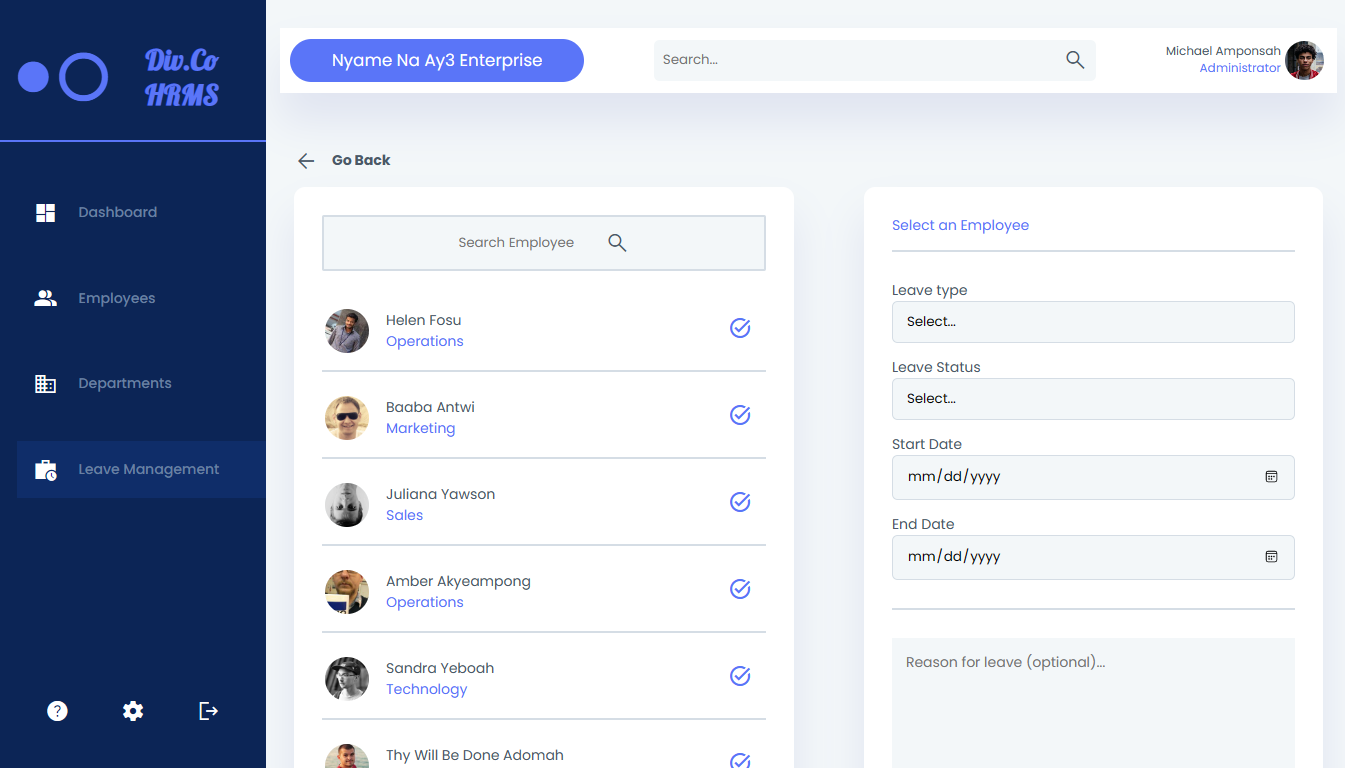 Div.Co
HRMS
Dashboard
Employees
Departments
Leave Management
?
Nyame Na Ay3 Enterprise
Search...
Michael Amponsah
Administrator
Go Back
Search Employee
Helen Fosu
Operations
Baaba Antwi
Marketing
Juliana Yawson
Sales
Amber Akyeampong
Operations
Sandra Yeboah
Technology
Thy Will Be Done Adomah
Select an Employee
Leave type
Select...
Leave Status
Select...
Start Date
mm/dd/yyyy
End Date
mm/dd/yyyy
Reason for leave (optional)...